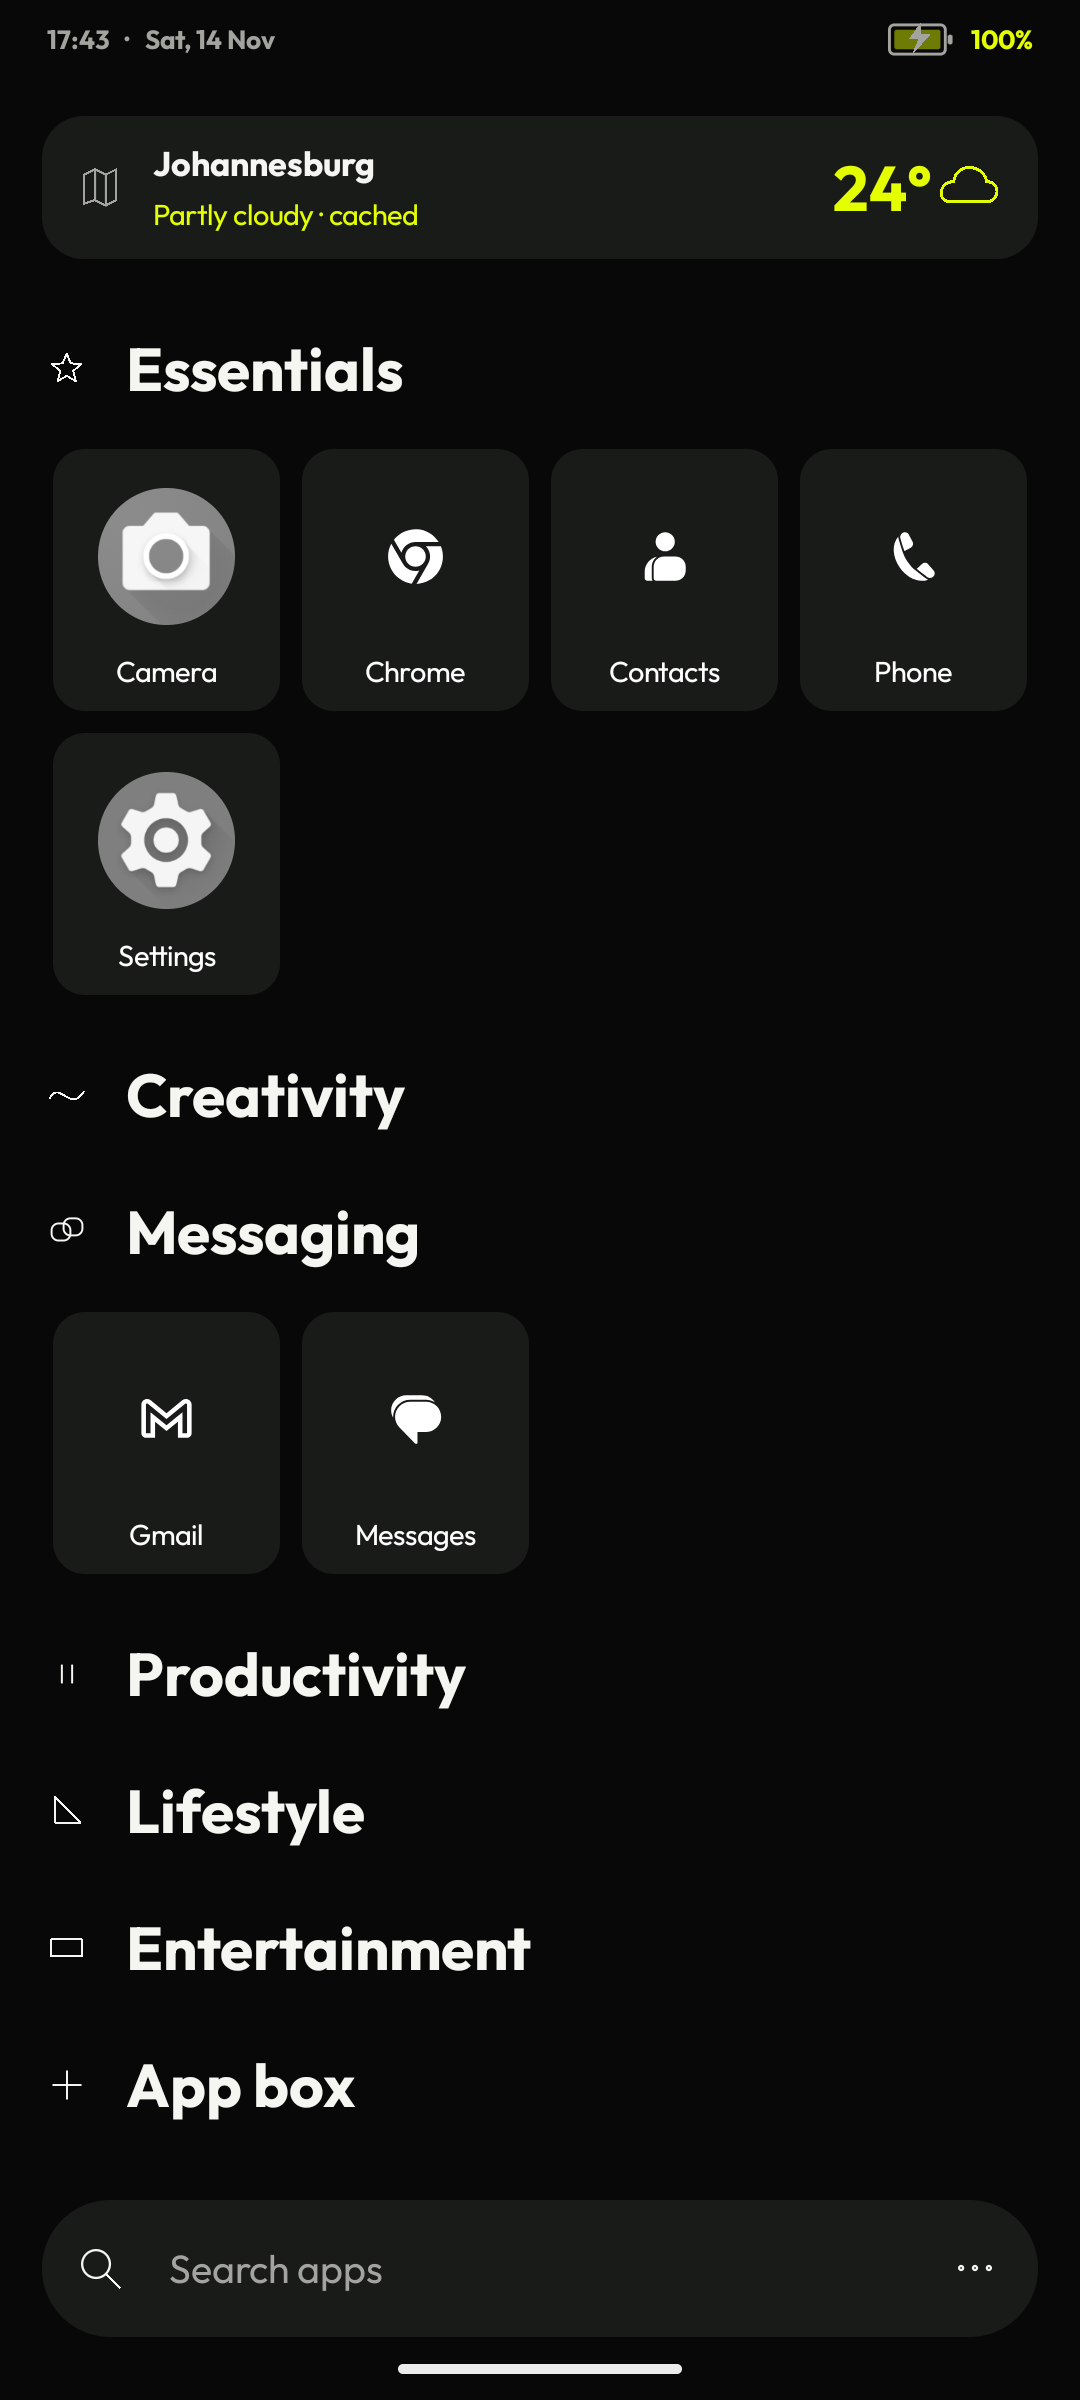 17:43 · Sat, 14 Nov
100%
Johannesburg
Partly cloudy · cached
24°
Essentials
Camera
Chrome
Contacts
Phone
Settings
Creativity
Messaging
Gmail
Messages
Productivity
Lifestyle
Entertainment
App box
Search apps